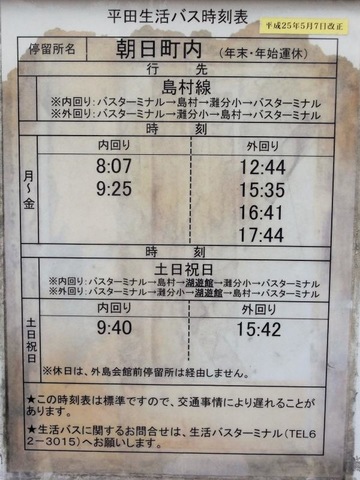 平田生活バス時刻表
平成25年5月7日改正
停留所名 朝日町内 (年末・年始運休)
行先
島村線
※内回り:バスターミナル→島村→灘分小→バスターミナル
※外回り:バスターミナル→灘分小→島村→バスターミナル
時刻
月～金
内回り 外回り
8:07 12:44
9:25 15:35
16:41
17:44
時刻
土日祝日
※内回り:バスターミナル→島村→湖遊館→灘分小→バスターミナル
※外回り:バスターミナル→灘分小→湖遊館→島村→バスターミナル
土日祝日
内回り 外回り
9:40 15:42
※休日は、外島会館前停留所は経由しません。
★この時刻表は標準ですので、交通事情により遅れることが
あります。
★生活バスに関するお問合せは、生活バスターミナル(TEL6
2-3015)へお願いします。